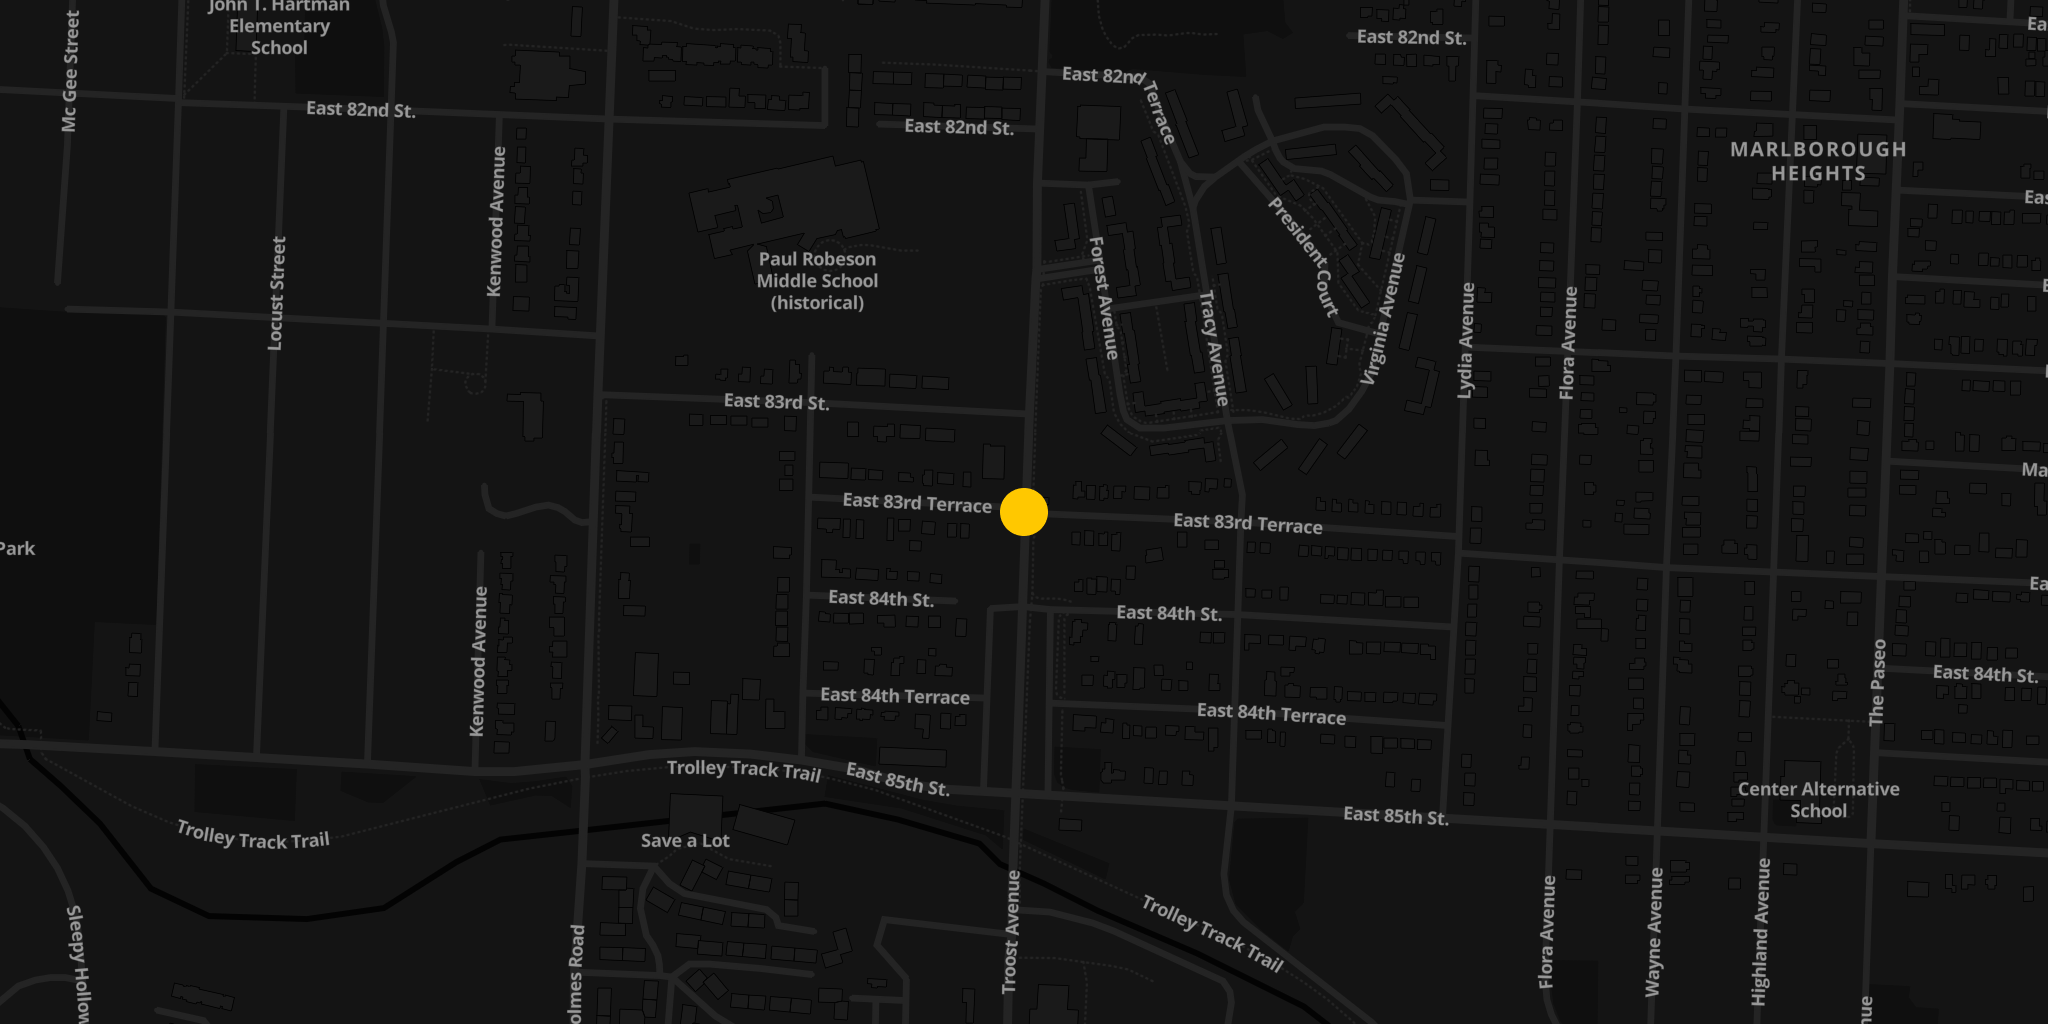 John T. Hartman
Elementary
School
Mc Gee Street
East 82nd St.
East 82nd St.
East 82nd St.
East 82nd Terrace
MARLBOROUGH
HEIGHTS
Kenwood Avenue
Locust Street
Paul Robeson
Middle School
(historical)
Forest Avenue
Tracy Avenue
President Court
Virginia Avenue
Lydia Avenue
Flora Avenue
East 83rd St.
East 83rd Terrace
East 83rd Terrace
Park
Kenwood Avenue
East 84th St.
East 84th St.
East 84th St.
The Paseo
East 84th Terrace
East 84th Terrace
Trolley Track Trail
East 85th St.
East 85th St.
Center Alternative
School
Trolley Track Trail
Save a Lot
Trolley Track Trail
Troost Avenue
Flora Avenue
Wayne Avenue
Highland Avenue
Sleepy Hollow
olmes Road